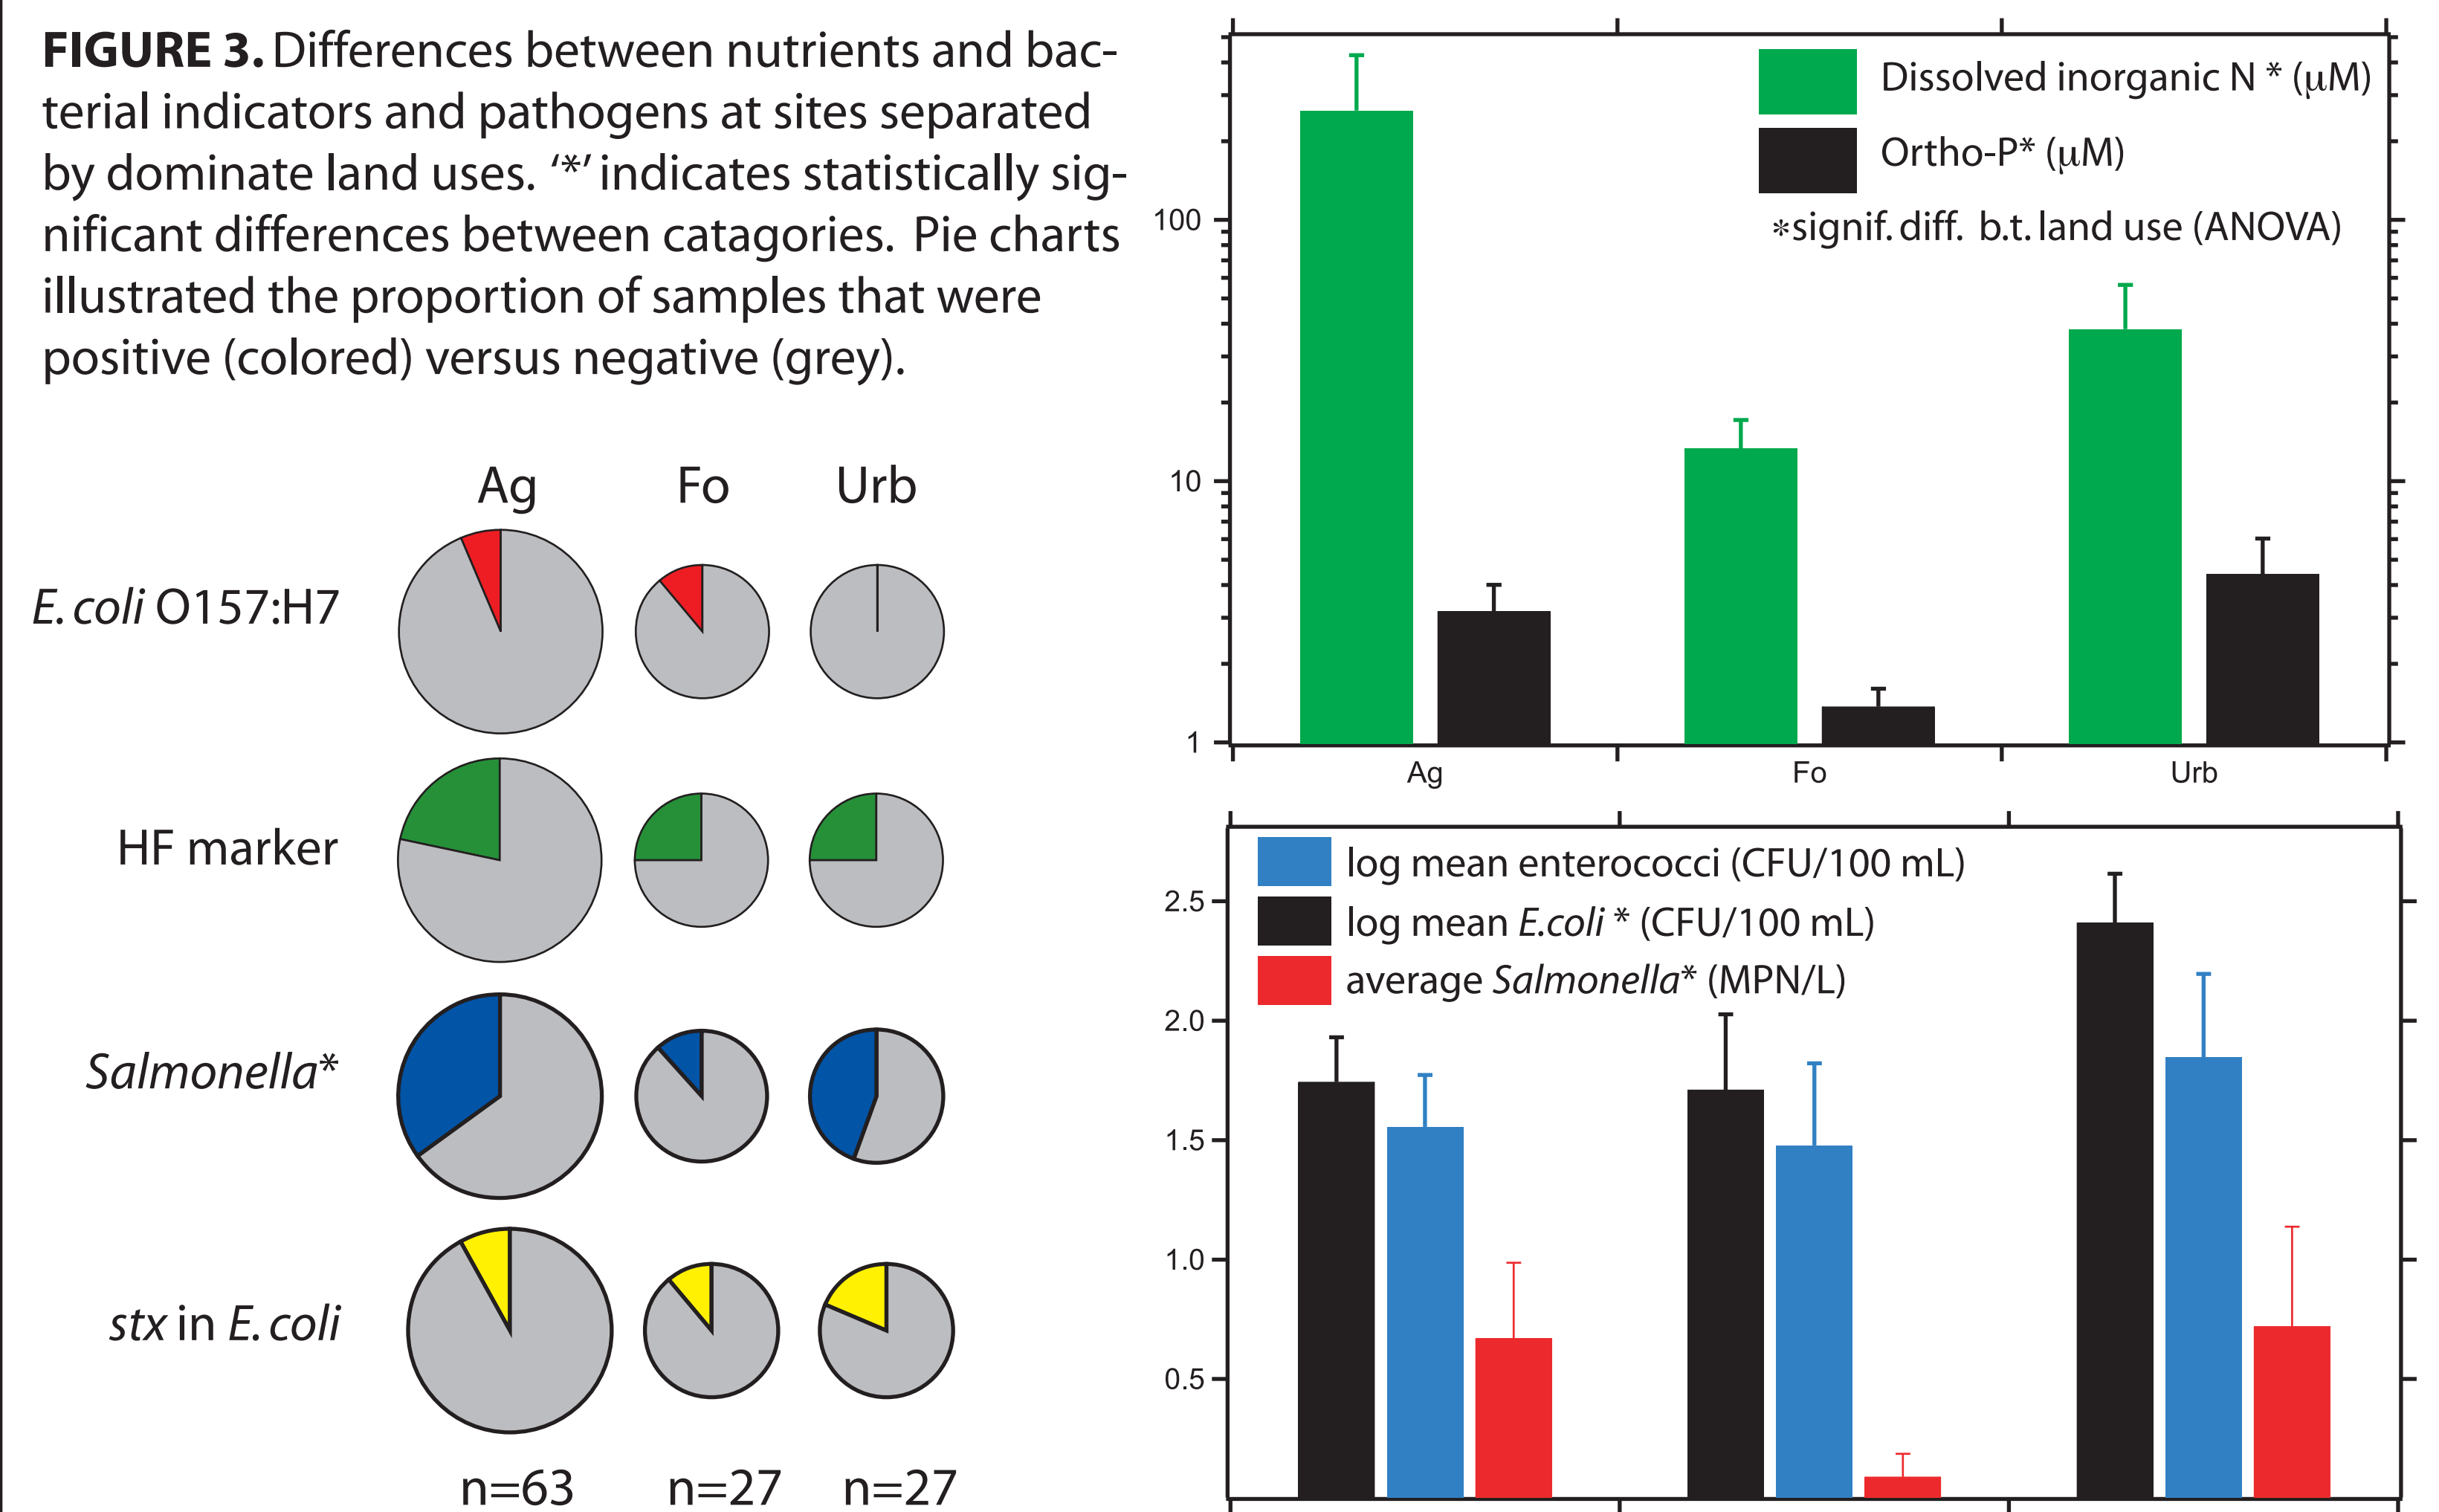 FIGURE 3. Differences between nutrients and bac-
terial indicators and pathogens at sites separated
by dominate land uses. ‘*’ indicates statistically sig-
nificant differences between catagories. Pie charts
illustrated the proportion of samples that were
positive (colored) versus negative (grey).
Ag Fo Urb
E. coli O157:H7
HF marker
Salmonella*
stx in E. coli
n=63 n=27 n=27
Dissolved inorganic N * (μM)
Ortho-P* (μM)
*signif. diff. b.t. land use (ANOVA)
100
10
1
Ag Fo Urb
log mean enterococci (CFU/100 mL)
log mean E.coli * (CFU/100 mL)
average Salmonella* (MPN/L)
2.5
2.0
1.5
1.0
0.5